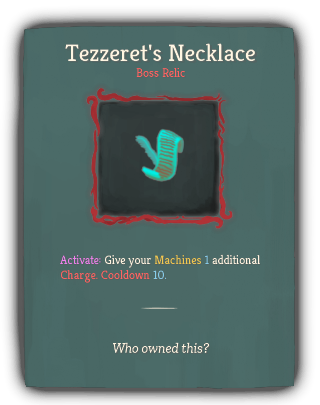 Tezzeret's Necklace
Boss Relic
Activate: Give your Machines 1 additional
Charge. Cooldown 10.
Who owned this?